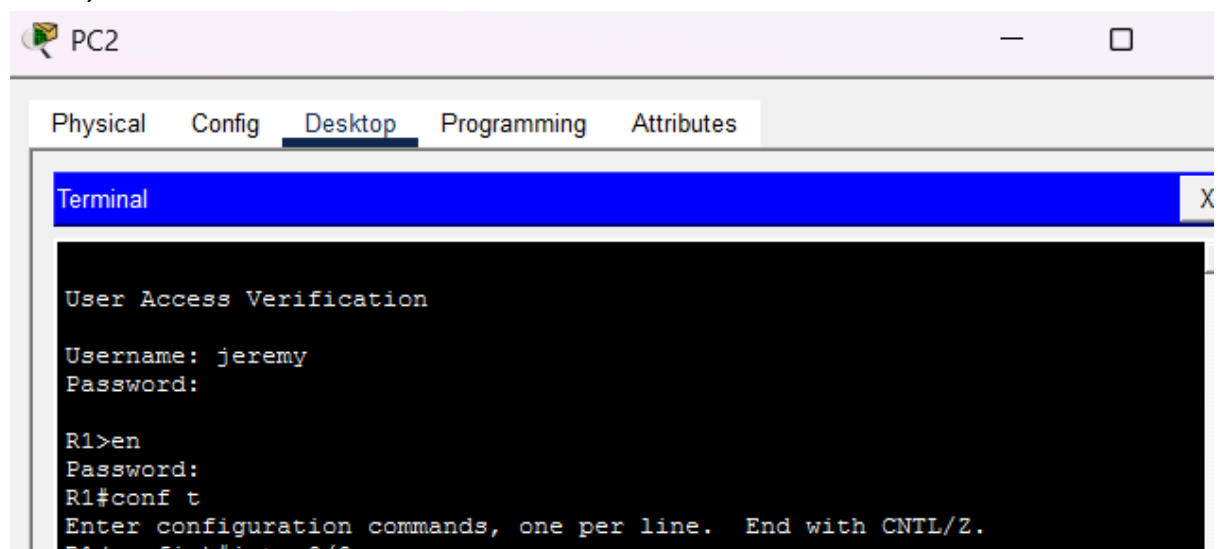 PC2
Physical Config Desktop Programming Attributes
Terminal X
User Access Verification
Username: jeremy
Password:
R1>en
Password:
R1#conf t
Enter configuration commands, one per line. End with CNTL/Z.